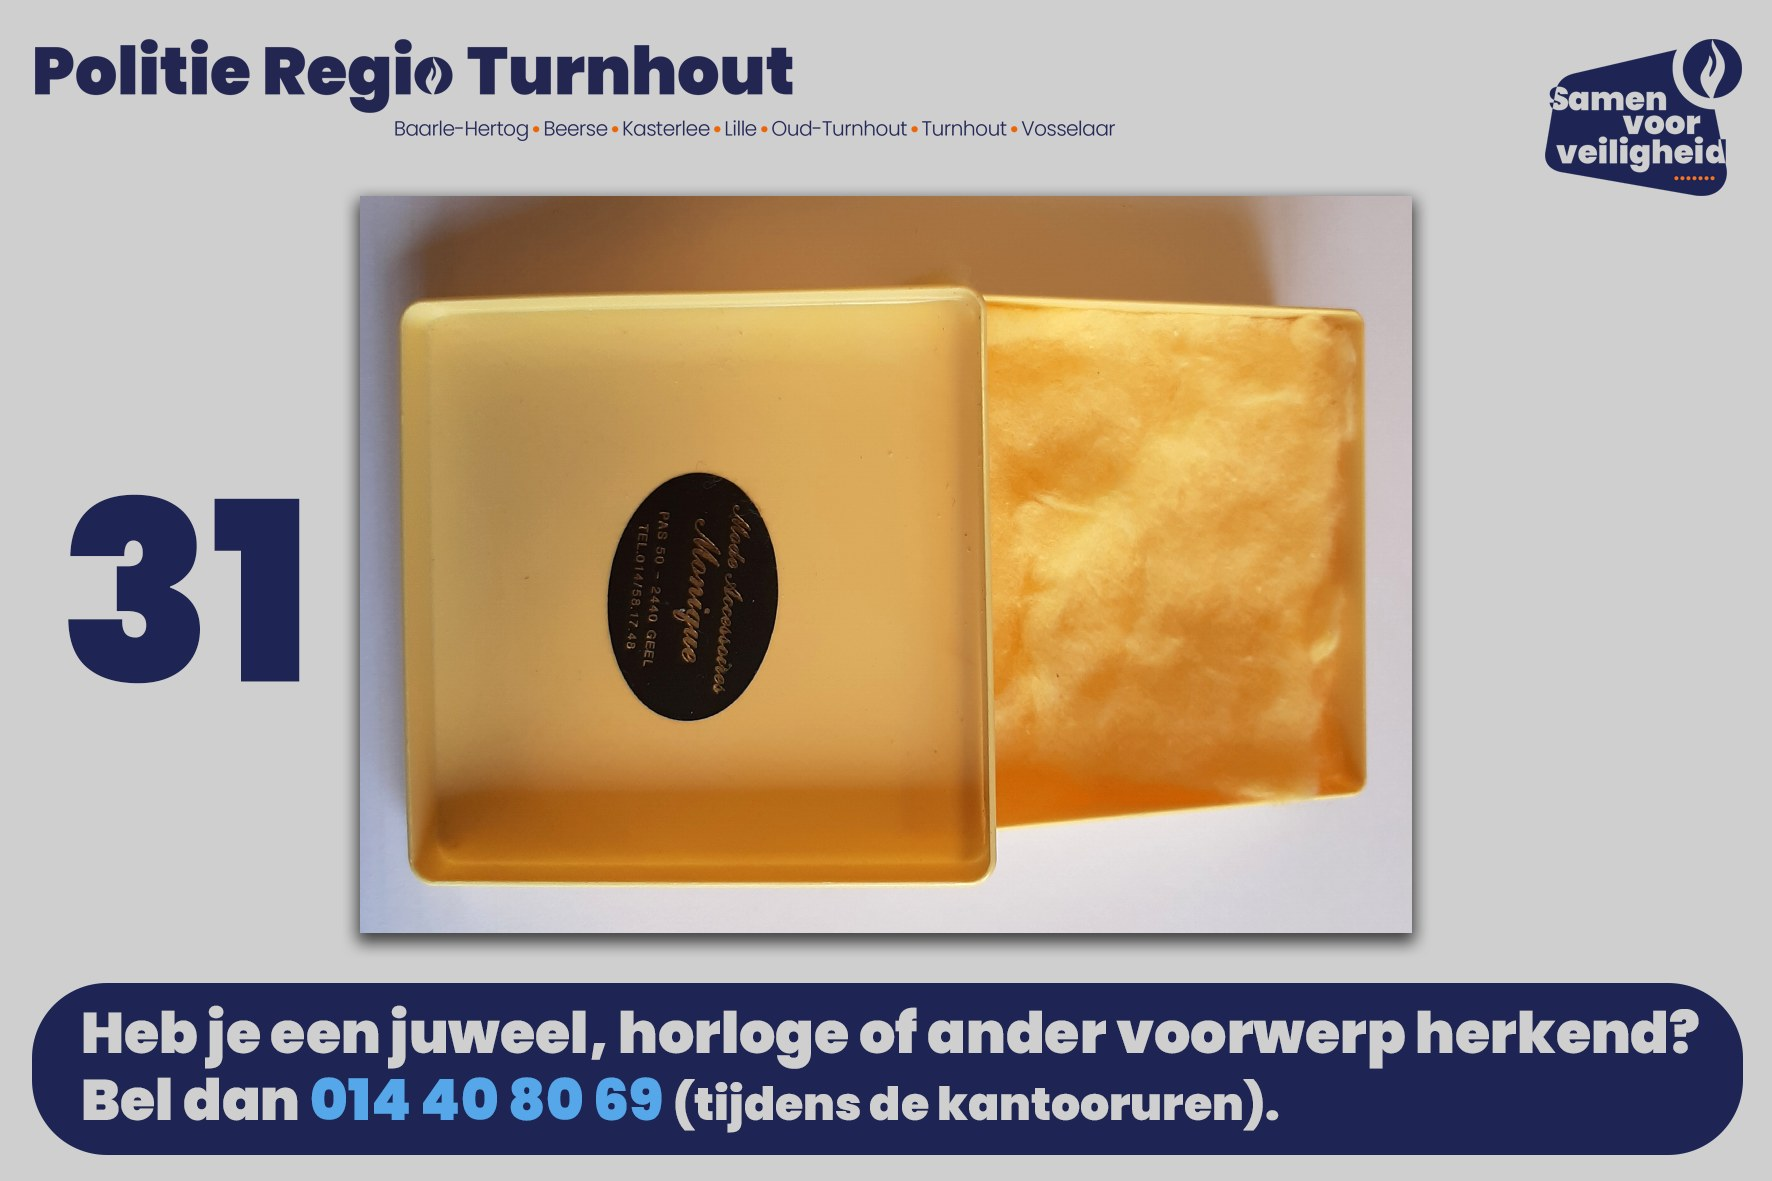 Politie Regio Turnhout
Baarle-Hertog • Beerse • Kasterlee • Lille • Oud-Turnhout • Turnhout • Vosselaar
Samen
voor
veiligheid
31
Mode Accessoires
Monique
PAS 50 - 2440 GEEL
TEL.014/58.17.48
Heb je een juweel, horloge of ander voorwerp herkend?
Bel dan 014 40 80 69 (tijdens de kantooruren).